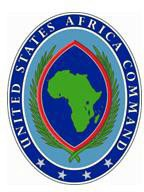 UNITED STATES AFRICA COMMAND